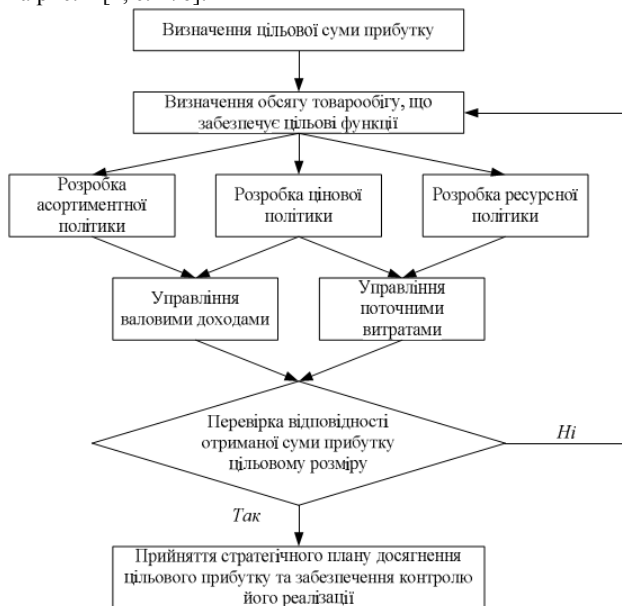 Визначення цільової суми прибутку
Визначення обсягу товарообігу, що
забезпечує цільові функції
Розробка
асортиментної
політики
Розробка цінової
політики
Розробка ресурсної
політики
Управління
валовими доходами
Управління
поточними
витратами
Перевірка відповідності
отриманої суми прибутку
цільовому розміру
Ні
Так
Прийняття стратегічного плану досягнення
цільового прибутку та забезпечення контролю
його реалізації